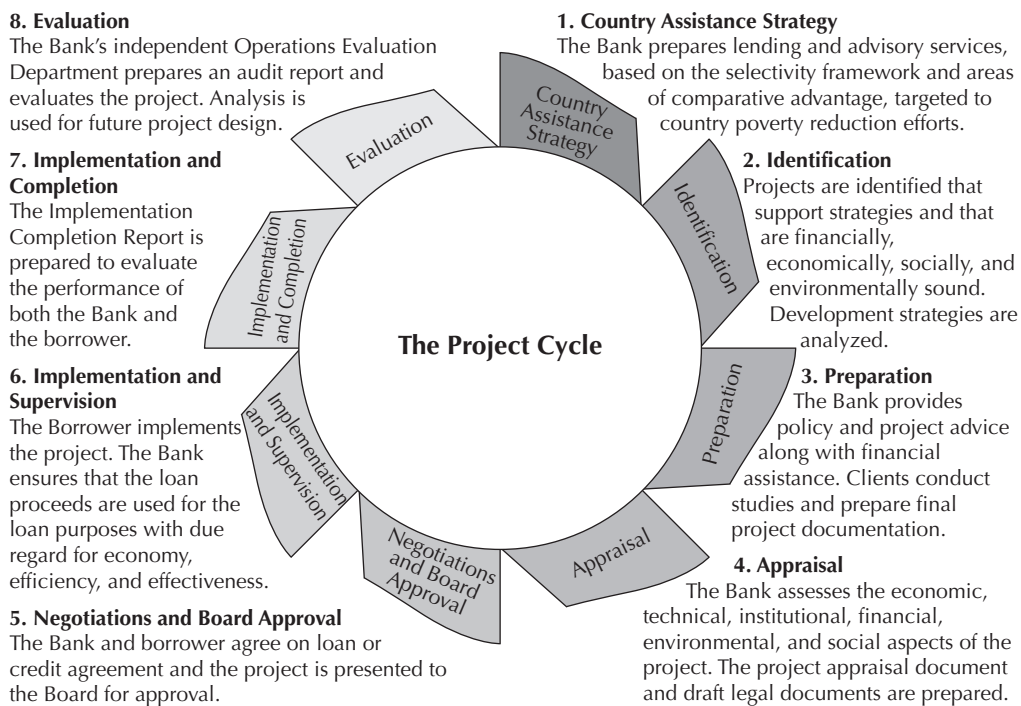 1. Country Assistance Strategy
The Bank prepares lending and advisory services,
based on the selectivity framework and areas
of comparative advantage, targeted to
country poverty reduction efforts.
2. Identification
Projects are identified that
support strategies and that
are financially,
economically, socially, and
environmentally sound.
Development strategies are
analyzed.
3. Preparation
The Bank provides
policy and project advice
along with financial
assistance. Clients conduct
studies and prepare final
project documentation.
4. Appraisal
The Bank assesses the economic,
technical, institutional, financial,
environmental, and social aspects of the
project. The project appraisal document
and draft legal documents are prepared.
5. Negotiations and Board Approval
The Bank and borrower agree on loan or
credit agreement and the project is presented to
the Board for approval.
6. Implementation and
Supervision
The Borrower implements
the project. The Bank
ensures that the loan
proceeds are used for the
loan purposes with due
regard for economy,
efficiency, and effectiveness.
7. Implementation and
Completion
The Implementation
Completion Report is
prepared to evaluate
the performance of
both the Bank and
the borrower.
8. Evaluation
The Bank's independent Operations Evaluation
Department prepares an audit report and
evaluates the project. Analysis is
used for future project design.
Country
Assistance
Strategy
Identification
Preparation
Appraisal
Negotiations
and Board
Approval
Implementation
and Supervision
Implementation
and Completion
Evaluation
The Project Cycle